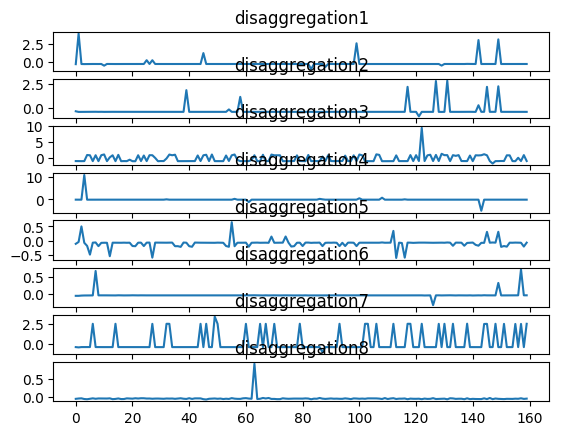 disaggregation1
2.5
0.0
disaggregation2
2.5
0.0
disaggregation3
10
5
0
disaggregation4
10
0
disaggregation5
0.5
0.0
−0.5
disaggregation6
0.5
0.0
disaggregation7
2.5
0.0
disaggregation8
0.5
0.0
0 20 40 60 80 100 120 140 160